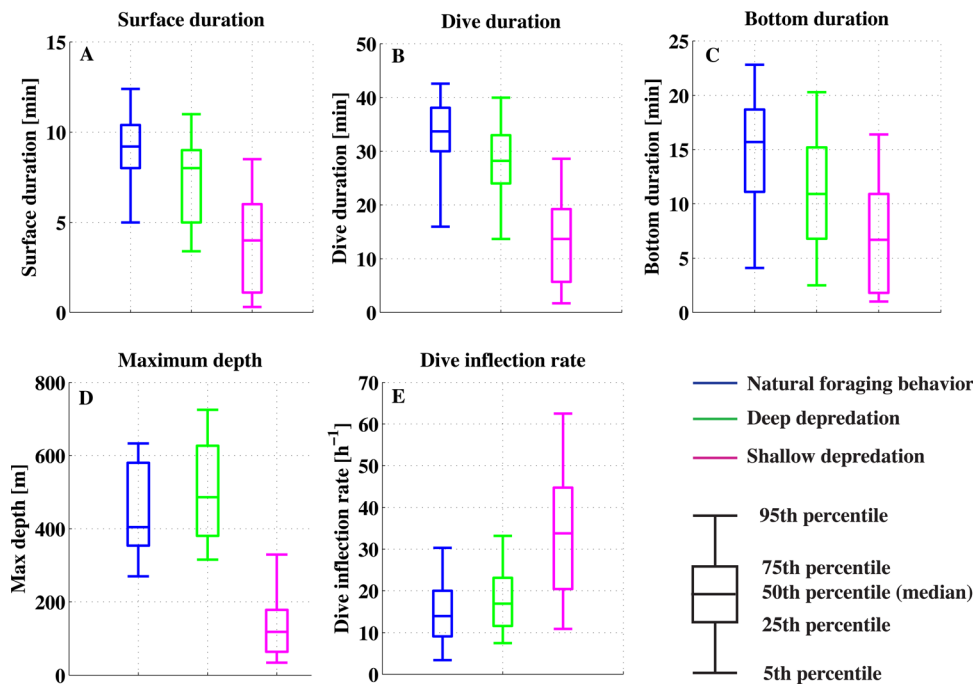 Surface duration
A
Surface duration [min]
15
10
5
0
Dive duration
B
Dive duration [min]
50
40
30
20
10
0
Bottom duration
C
Bottom duration [min]
25
20
15
10
5
0
Maximum depth
D
Max depth [m]
800
600
400
200
0
Dive inflection rate
E
Dive inflection rate [h⁻¹]
70
60
50
40
30
20
10
0
Natural foraging behavior
Deep depredation
Shallow depredation
95th percentile
75th percentile
50th percentile (median)
25th percentile
5th percentile